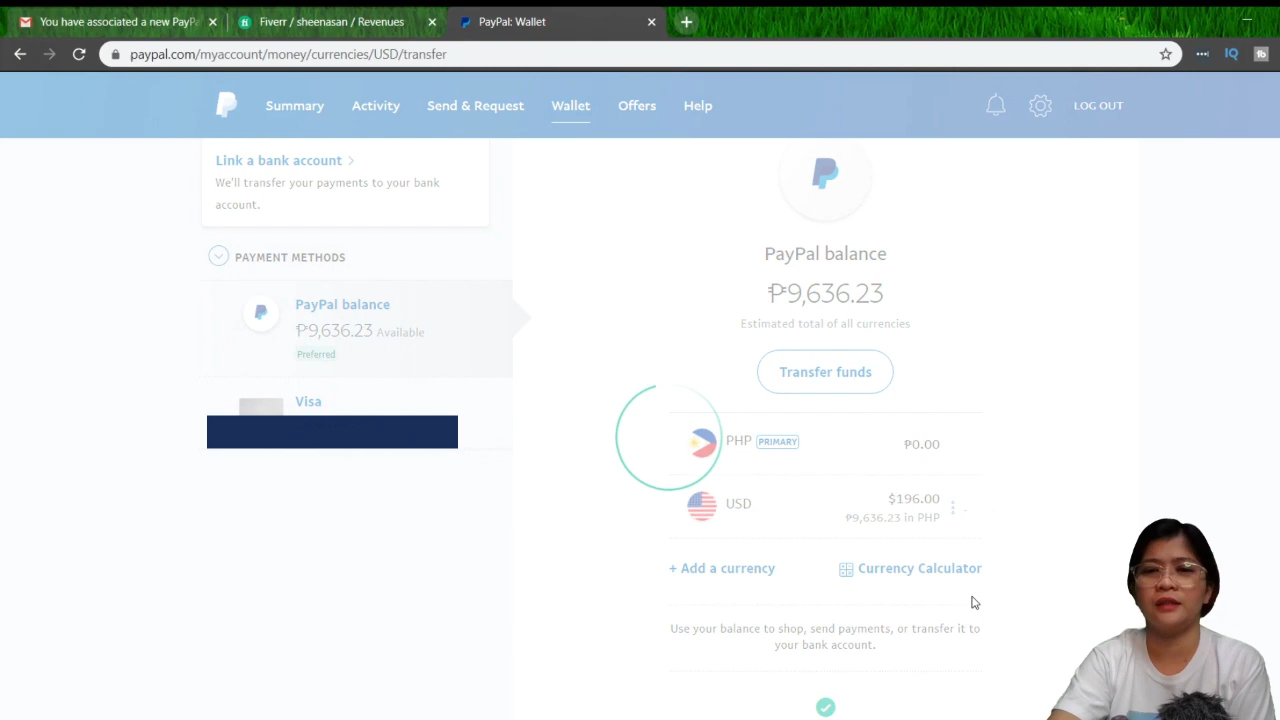 You have associated a new PayPa
Fiverr / sheenasan / Revenues
PayPal: Wallet
paypal.com/myaccount/money/currencies/USD/transfer
IQ
Summary
Activity
Send & Request
Wallet
Offers
Help
LOG OUT
Link a bank account >
We'll transfer your payments to your bank
account.
PAYMENT METHODS
PayPal balance
₱9,636.23 Available
Preferred
Visa
PayPal balance
₱9,636.23
Estimated total of all currencies
Transfer funds
PHP PRIMARY
₱0.00
USD
$196.00
₱9,636.23 in PHP
+ Add a currency
Currency Calculator
Use your balance to shop, send payments, or transfer it to
your bank account.